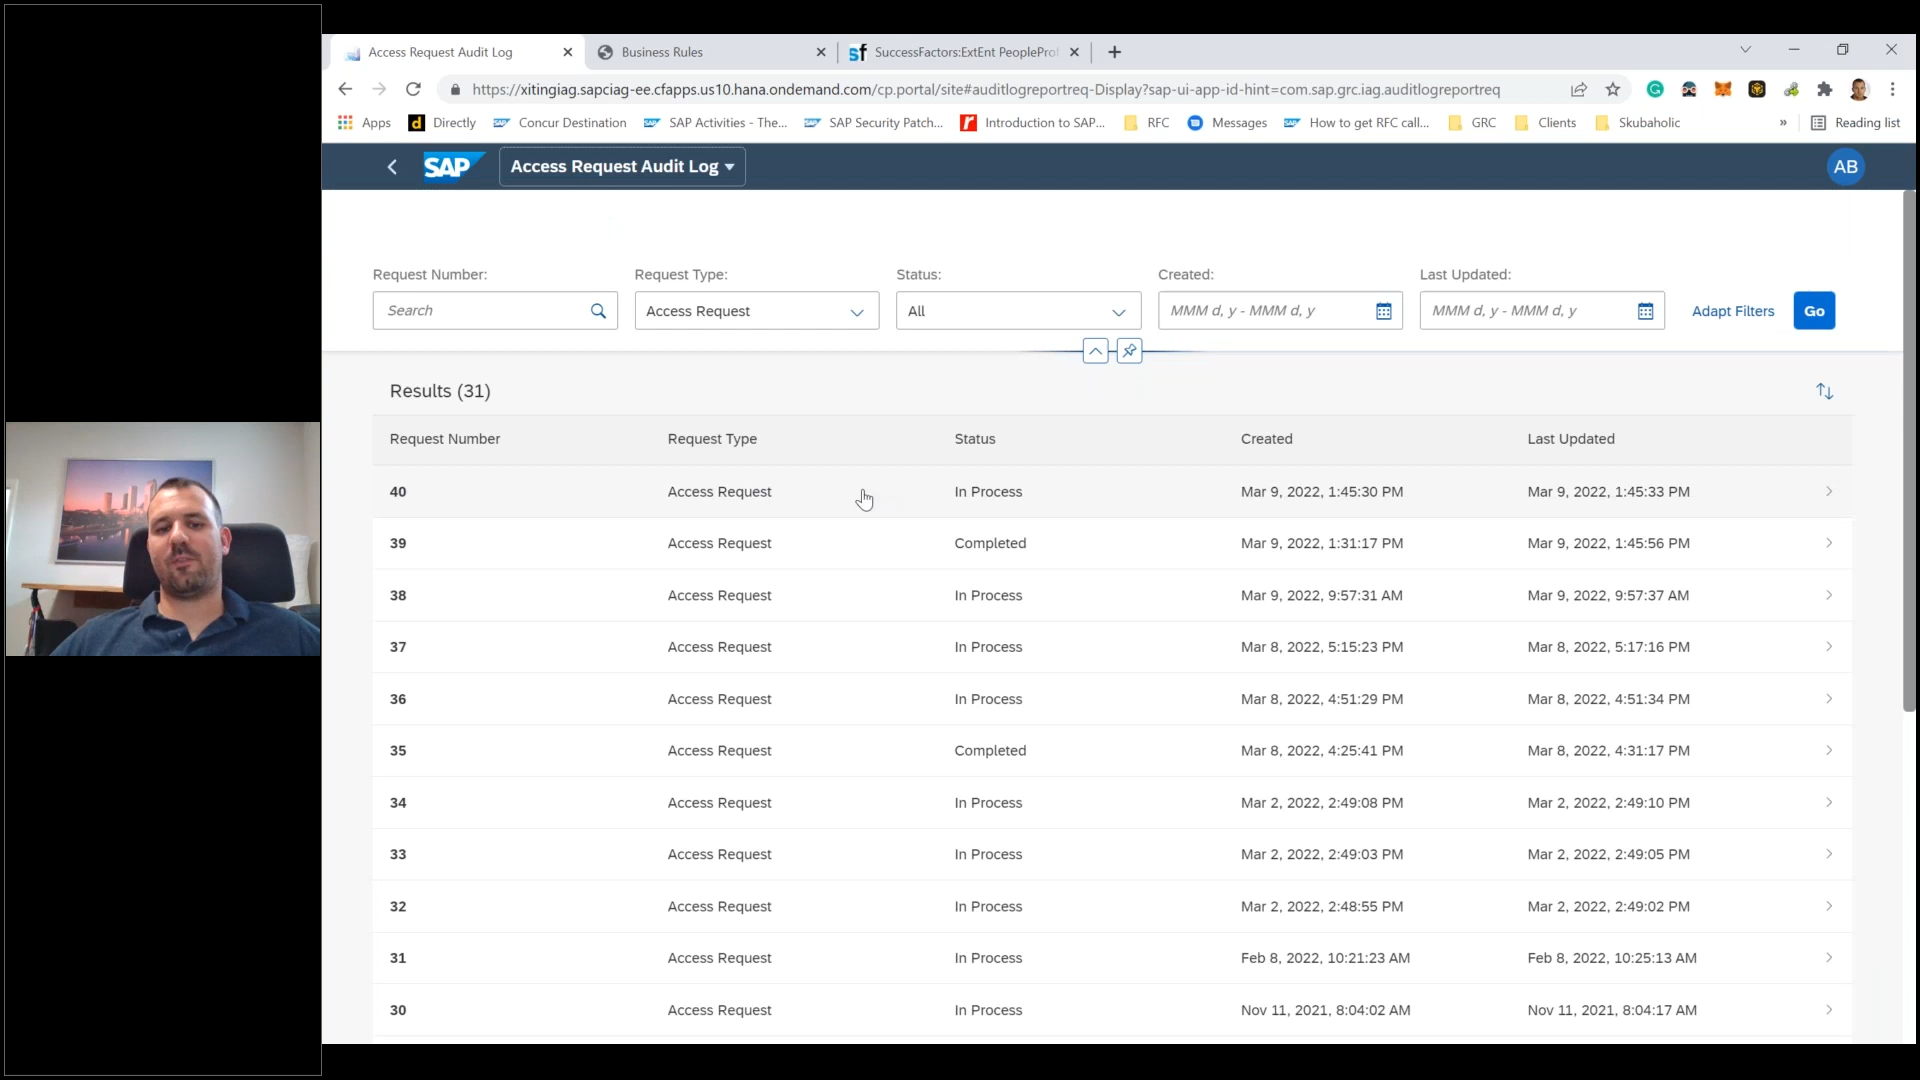 Access Request Audit Log
Business Rules
sf SuccessFactors:ExtEnt PeoplePro
https://xitingiag.sapciag-ee.cfapps.us10.hana.ondemand.com/cp.portal/site#auditlogreportreq-Display?sap-ui-app-id-hint=com.sap.grc.iag.auditlogreportreq
Apps d Directly SAP Concur Destination SAP SAP Activities - The... SAP SAP Security Patch... r Introduction to SAP... RFC Messages SAP How to get RFC call... GRC Clients Skubaholic » Reading list
SAP Access Request Audit Log AB
Request Number: Request Type: Status: Created: Last Updated:
Search Access Request All MMM d, y - MMM d, y MMM d, y - MMM d, y Adapt Filters Go
Results (31)
Request Number Request Type Status Created Last Updated
40 Access Request In Process Mar 9, 2022, 1:45:30 PM Mar 9, 2022, 1:45:33 PM
39 Access Request Completed Mar 9, 2022, 1:31:17 PM Mar 9, 2022, 1:45:56 PM
38 Access Request In Process Mar 9, 2022, 9:57:31 AM Mar 9, 2022, 9:57:37 AM
37 Access Request In Process Mar 8, 2022, 5:15:23 PM Mar 8, 2022, 5:17:16 PM
36 Access Request In Process Mar 8, 2022, 4:51:29 PM Mar 8, 2022, 4:51:34 PM
35 Access Request Completed Mar 8, 2022, 4:25:41 PM Mar 8, 2022, 4:31:17 PM
34 Access Request In Process Mar 2, 2022, 2:49:08 PM Mar 2, 2022, 2:49:10 PM
33 Access Request In Process Mar 2, 2022, 2:49:03 PM Mar 2, 2022, 2:49:05 PM
32 Access Request In Process Mar 2, 2022, 2:48:55 PM Mar 2, 2022, 2:49:02 PM
31 Access Request In Process Feb 8, 2022, 10:21:23 AM Feb 8, 2022, 10:25:13 AM
30 Access Request In Process Nov 11, 2021, 8:04:02 AM Nov 11, 2021, 8:04:17 AM